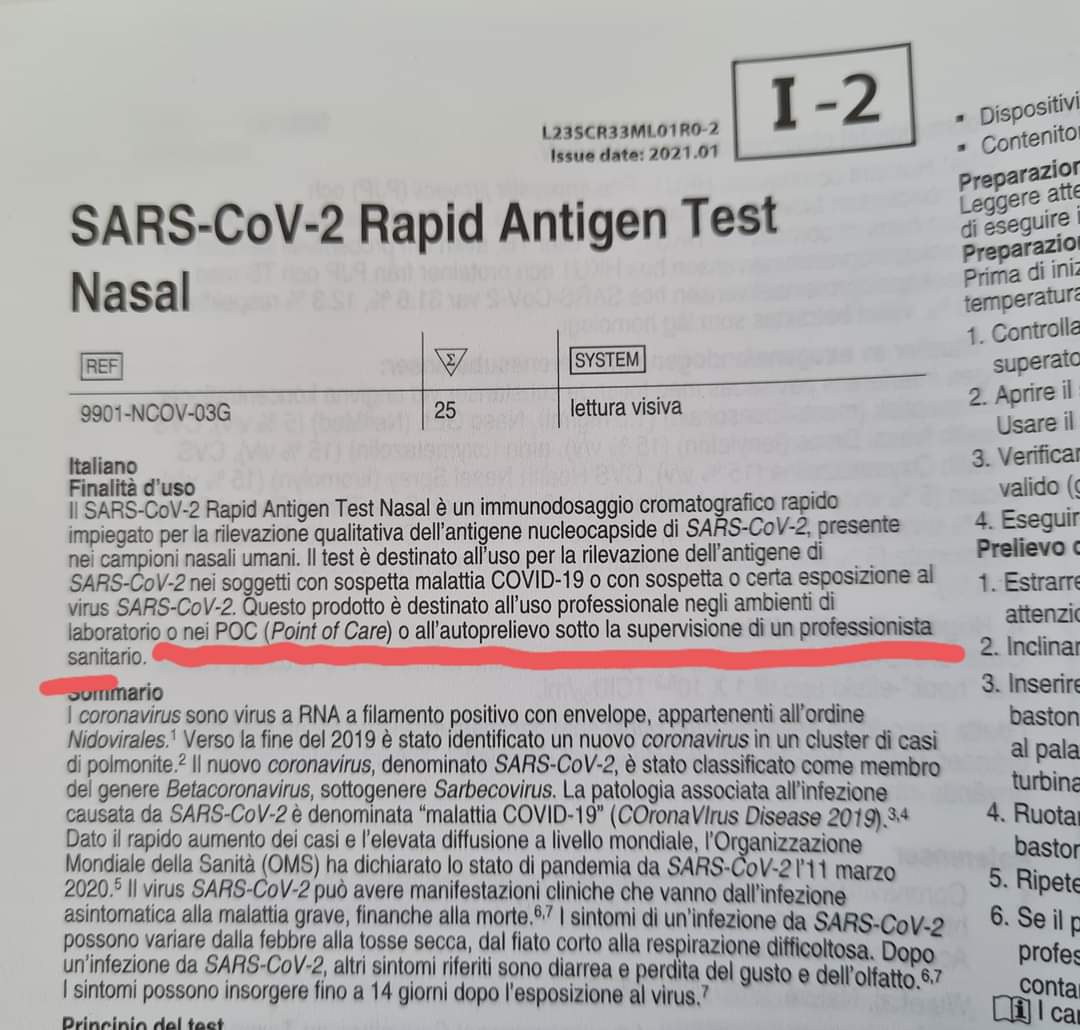 I-2
L23SCR33ML01R0-2
Issue date: 2021.01
SARS-CoV-2 Rapid Antigen Test
Nasal
REF Σ SYSTEM
9901-NCOV-03G 25 lettura visiva
Italiano
Finalità d'uso
Il SARS-CoV-2 Rapid Antigen Test Nasal è un immunodosaggio cromatografico rapido
impiegato per la rilevazione qualitativa dell'antigene nucleocapside di SARS-CoV-2, presente
nei campioni nasali umani. Il test è destinato all'uso per la rilevazione dell'antigene di
SARS-CoV-2 nei soggetti con sospetta malattia COVID-19 o con sospetta o certa esposizione al
virus SARS-CoV-2. Questo prodotto è destinato all'uso professionale negli ambienti di
laboratorio o nei POC (Point of Care) o all'autoprelievo sotto la supervisione di un professionista
sanitario.
Sommario
I coronavirus sono virus a RNA a filamento positivo con envelope, appartenenti all'ordine
Nidovirales.1 Verso la fine del 2019 è stato identificato un nuovo coronavirus in un cluster di casi
di polmonite.2 Il nuovo coronavirus, denominato SARS-CoV-2, è stato classificato come membro
del genere Betacoronavirus, sottogenere Sarbecovirus. La patologia associata all'infezione
causata da SARS-CoV-2 è denominata "malattia COVID-19" (COronaVIrus Disease 2019).3,4
Dato il rapido aumento dei casi e l'elevata diffusione a livello mondiale, l'Organizzazione
Mondiale della Sanità (OMS) ha dichiarato lo stato di pandemia da SARS-CoV-2 l'11 marzo
2020.5 Il virus SARS-CoV-2 può avere manifestazioni cliniche che vanno dall'infezione
asintomatica alla malattia grave, finanche alla morte.6,7 I sintomi di un'infezione da SARS-CoV-2
possono variare dalla febbre alla tosse secca, dal fiato corto alla respirazione difficoltosa. Dopo
un'infezione da SARS-CoV-2, altri sintomi riferiti sono diarrea e perdita del gusto e dell'olfatto.6,7
I sintomi possono insorgere fino a 14 giorni dopo l'esposizione al virus.7
Principio del test
▪ Dispositivi
▪ Contenitor
Preparazion
Leggere atte
di eseguire i
Preparazion
Prima di iniz
temperatura
1. Controlla
superato
2. Aprire il
Usare il
3. Verificar
valido (g
4. Eseguir
Prelievo d
1. Estrarre
attenzio
2. Inclinar
3. Inserire
baston
al pala
turbina
4. Ruotar
baston
5. Ripete
6. Se il p
profes
conta
I car